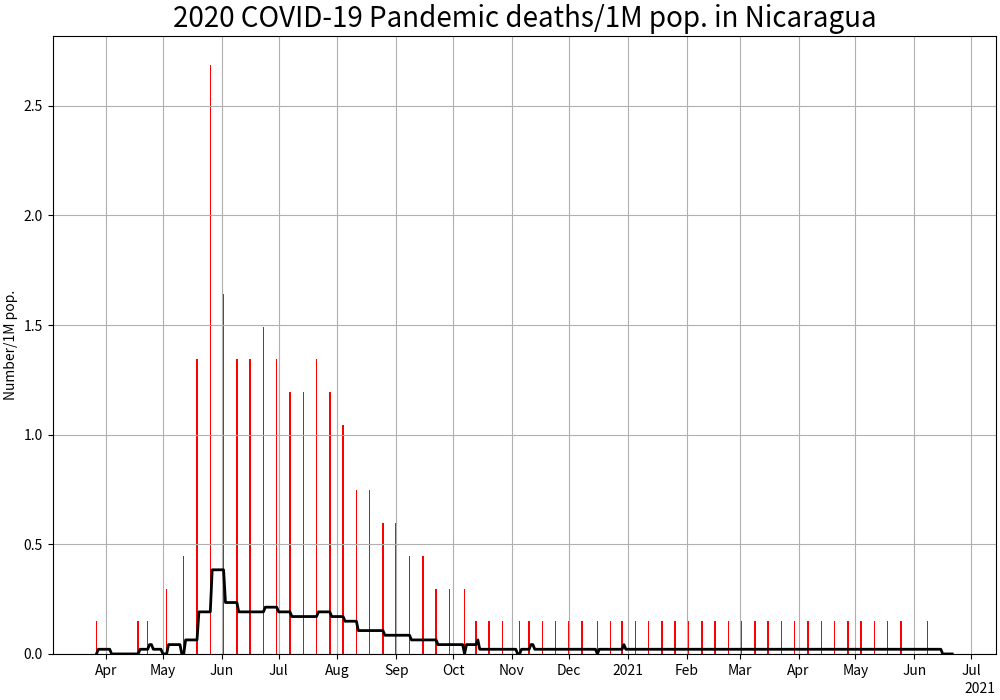 2020 COVID-19 Pandemic deaths/1M pop. in Nicaragua
Number/1M pop.
2.5
2.0
1.5
1.0
0.5
0.0
Apr May Jun Jul Aug Sep Oct Nov Dec 2021 Feb Mar Apr May Jun Jul
2021